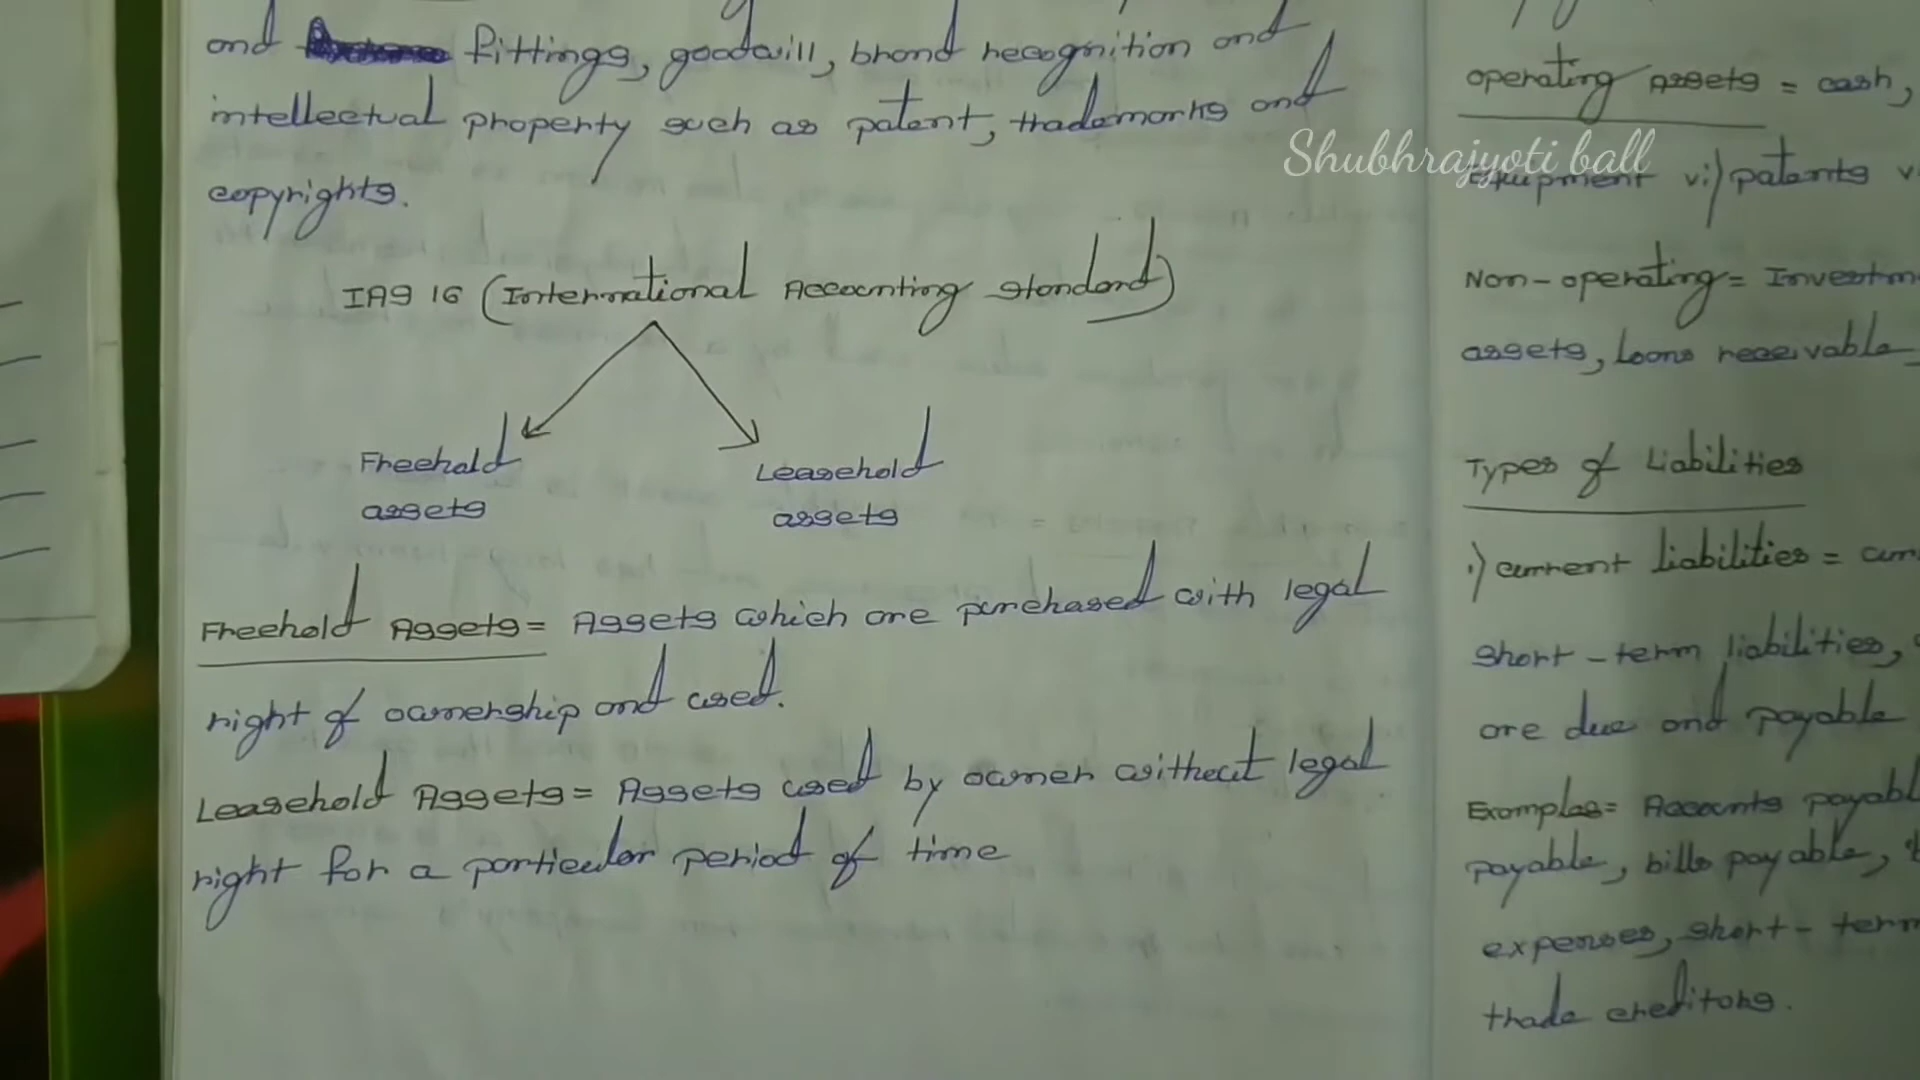 and fittings, goodwill, brand recognition and
intellectual property such as patent, trademarks and
copyrights.
IAS 16 (International Accounting Standard)
Freehold assets
Leasehold assets
Freehold Assets = Assets which are purchased with legal
right of ownership and used.
Leasehold Assets = Assets used by owner without legal
right for a particular period of time
operating Assets = cash,
Shubhrajyoti ball
Equipment vi) patents
Non-operating =
assets, Loans receivable
Types of Liabilities
i) current liabilities =
short-term liabilities,
are due and payable
Examples = Accounts
payable, bills payable,
expenses, short-term
trade creditors.